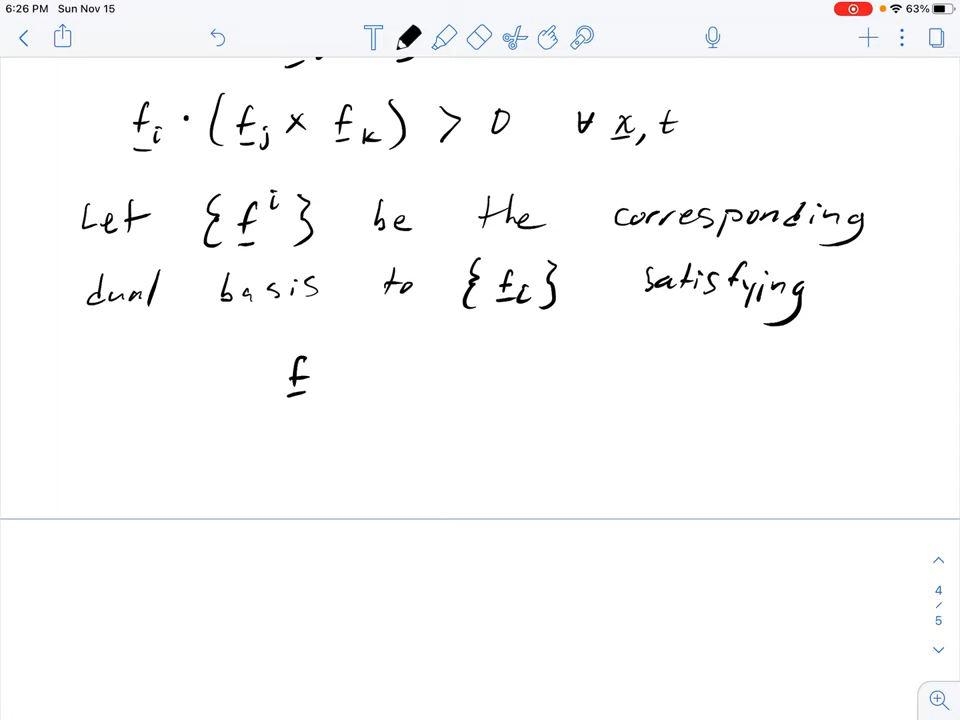 6:26 PM Sun Nov 15 63%
f_i · (f_j × f_k) > 0 ∀ x, t
Let {f^i} be the corresponding
dual basis to {f_i} satisfying
f
4
/
5